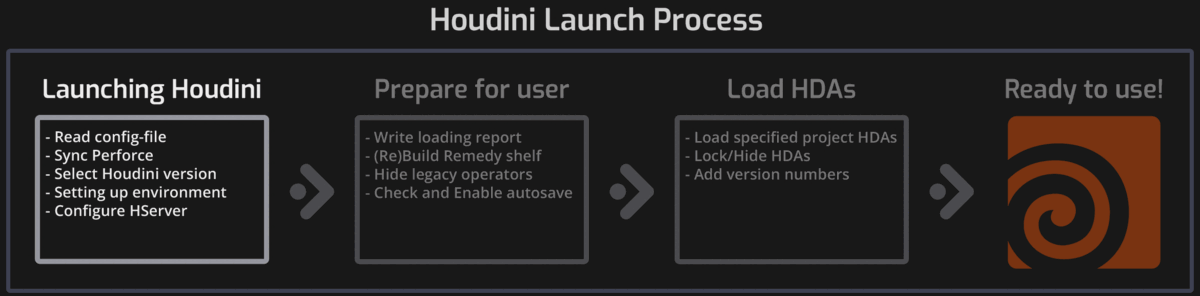 Houdini Launch Process
Launching Houdini
- Read config-file
- Sync Perforce
- Select Houdini version
- Setting up environment
- Configure HServer
Prepare for user
- Write loading report
- (Re)Build Remedy shelf
- Hide legacy operators
- Check and Enable autosave
Load HDAs
- Load specified project HDAs
- Lock/Hide HDAs
- Add version numbers
Ready to use!